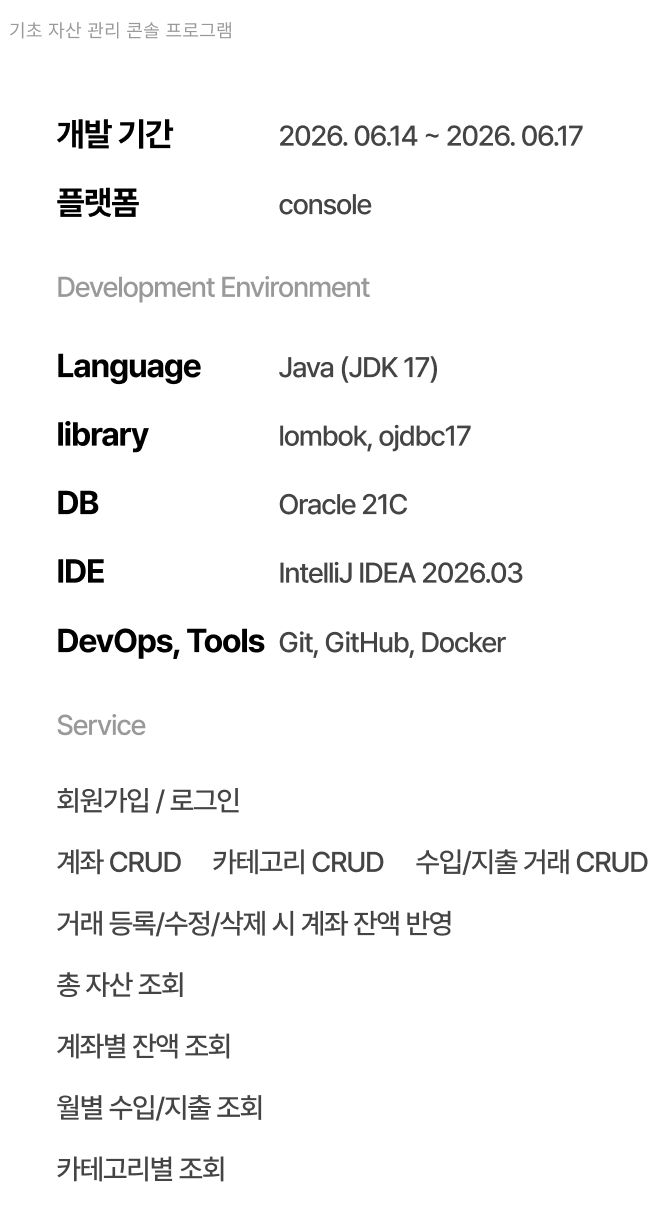 기초 자산 관리 콘솔 프로그램
개발 기간 2026. 06.14 ~ 2026. 06.17
플랫폼 console
Development Environment
Language Java (JDK 17)
library lombok, ojdbc17
DB Oracle 21C
IDE IntelliJ IDEA 2026.03
DevOps, Tools Git, GitHub, Docker
Service
회원가입 / 로그인
계좌 CRUD 카테고리 CRUD 수입/지출 거래 CRUD
거래 등록/수정/삭제 시 계좌 잔액 반영
총 자산 조회
계좌별 잔액 조회
월별 수입/지출 조회
카테고리별 조회